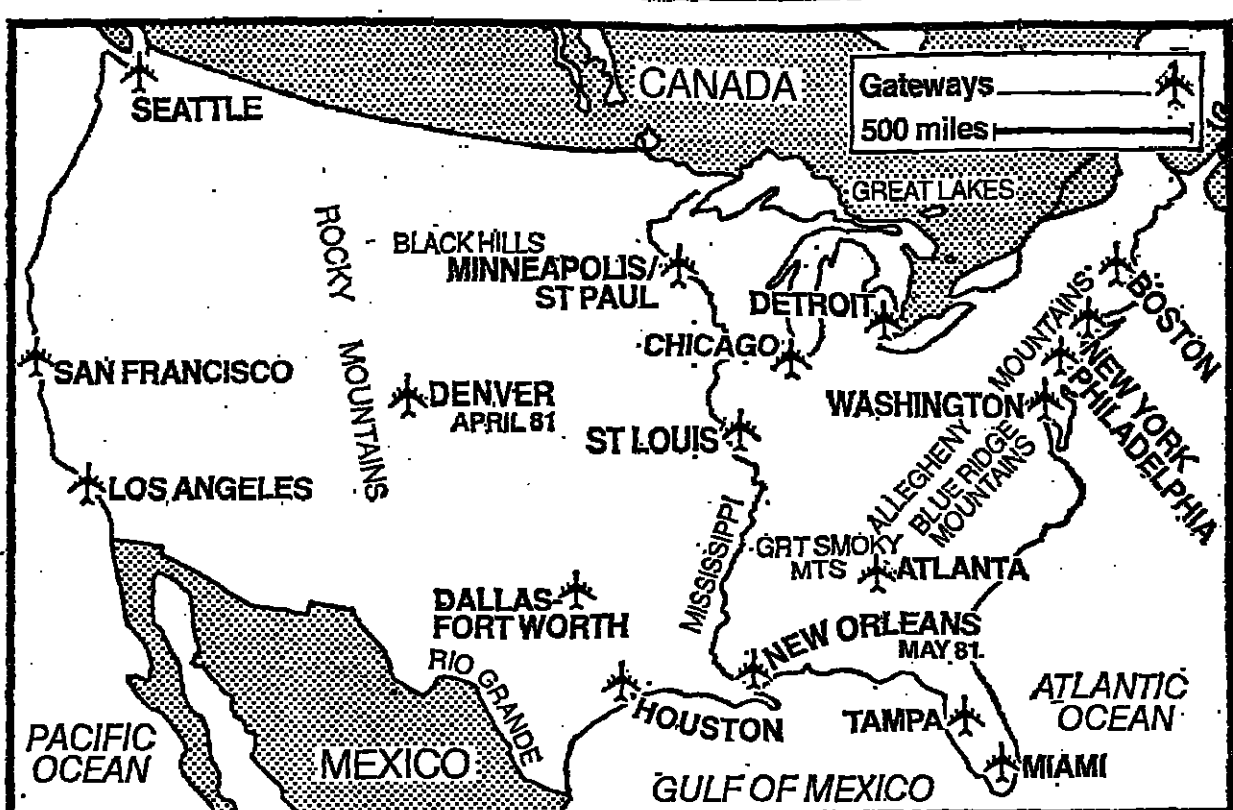 CANADA
Gateways
500 miles
SEATTLE
GREAT LAKES
ROCKY MOUNTAINS
BLACK HILLS
MINNEAPOLIS/
ST PAUL
DETROIT
BOSTON
CHICAGO
MOUNTAINS
NEW YORK
PHILADELPHIA
SAN FRANCISCO
DENVER
APRIL 81
WASHINGTON
ST LOUIS
ALLEGHENY
BLUE RIDGE
MOUNTAINS
LOS ANGELES
MISSISSIPPI
GRT SMOKY
MTS
ATLANTA
DALLAS-
FORT WORTH
NEW ORLEANS
MAY 81.
RIO GRANDE
HOUSTON
TAMPA
ATLANTIC
OCEAN
PACIFIC
OCEAN
MEXICO
MIAMI
GULF OF MEXICO